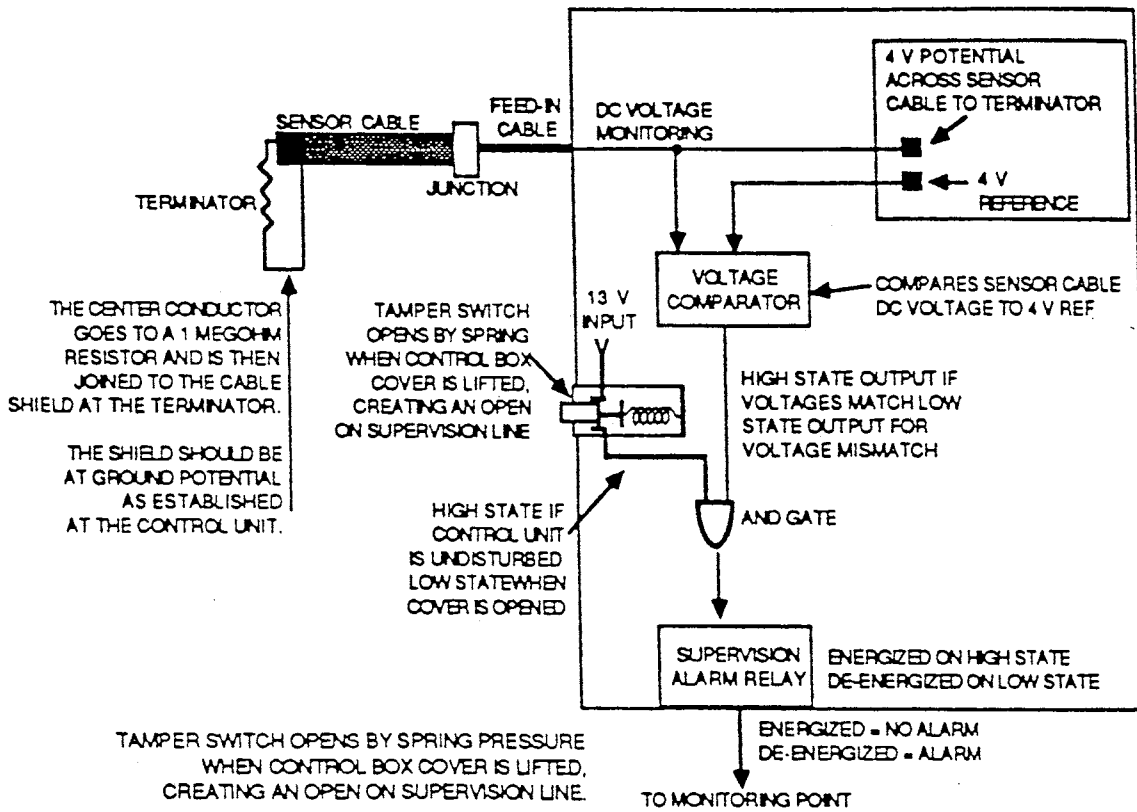 4 V POTENTIAL
ACROSS SENSOR
CABLE TO TERMINATOR
4 V
REFERENCE
FEED-IN
CABLE
DC VOLTAGE
MONITORING
SENSOR CABLE
JUNCTION
TERMINATOR
VOLTAGE
COMPARATOR
COMPARES SENSOR CABLE
DC VOLTAGE TO 4 V REF.
13 V
INPUT
TAMPER SWITCH
OPENS BY SPRING
WHEN CONTROL BOX
COVER IS LIFTED,
CREATING AN OPEN
ON SUPERVISION LINE
THE CENTER CONDUCTOR
GOES TO A 1 MEGOHM
RESISTOR AND IS THEN
JOINED TO THE CABLE
SHIELD AT THE TERMINATOR.
THE SHIELD SHOULD BE
AT GROUND POTENTIAL
AS ESTABLISHED
AT THE CONTROL UNIT.
HIGH STATE OUTPUT IF
VOLTAGES MATCH LOW
STATE OUTPUT FOR
VOLTAGE MISMATCH
HIGH STATE IF
CONTROL UNIT
IS UNDISTURBED
LOW STATEWHEN
COVER IS OPENED
AND GATE
SUPERVISION
ALARM RELAY
ENERGIZED ON HIGH STATE
DE-ENERGIZED ON LOW STATE
ENERGIZED = NO ALARM
DE-ENERGIZED = ALARM
TAMPER SWITCH OPENS BY SPRING PRESSURE
WHEN CONTROL BOX COVER IS LIFTED,
CREATING AN OPEN ON SUPERVISION LINE.
TO MONITORING POINT